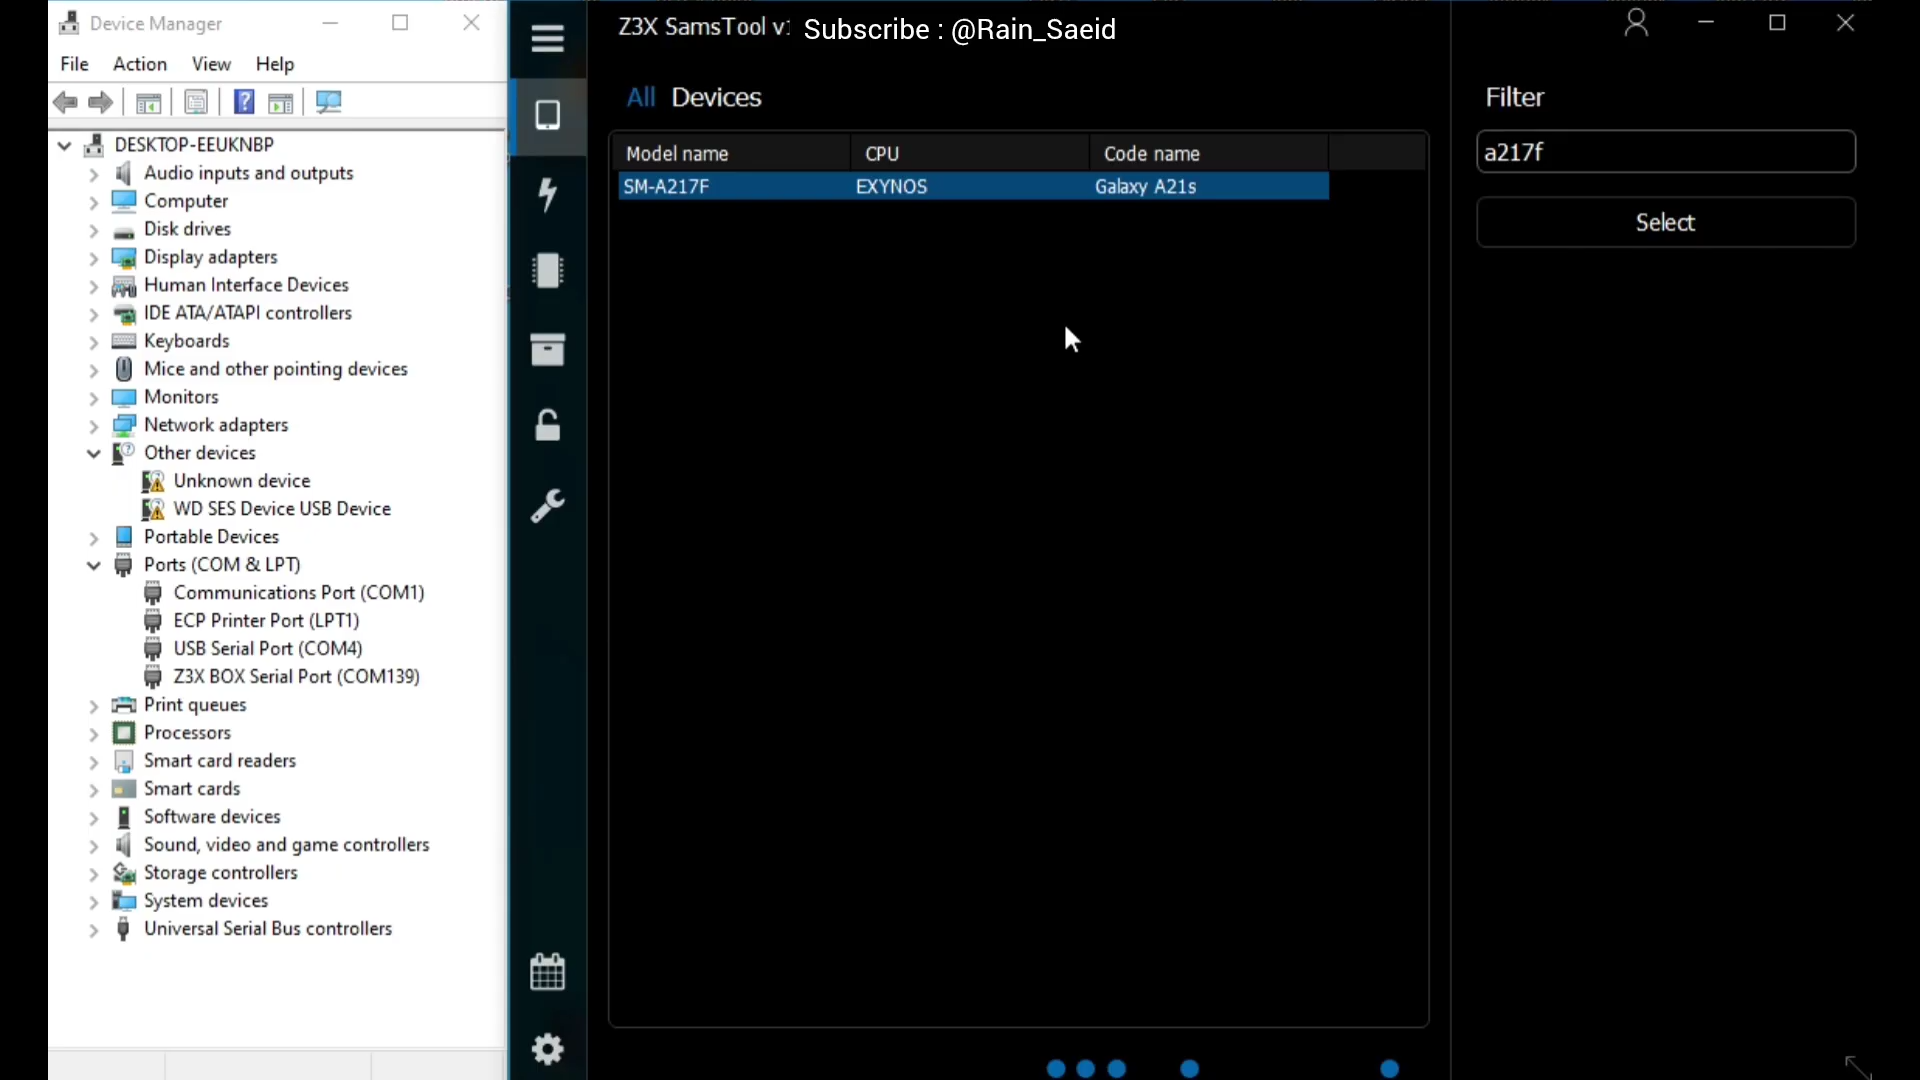 Device Manager
File Action View Help
DESKTOP-EEUKNBP
Audio inputs and outputs
Computer
Disk drives
Display adapters
Human Interface Devices
IDE ATA/ATAPI controllers
Keyboards
Mice and other pointing devices
Monitors
Network adapters
Other devices
Unknown device
WD SES Device USB Device
Portable Devices
Ports (COM & LPT)
Communications Port (COM1)
ECP Printer Port (LPT1)
USB Serial Port (COM4)
Z3X BOX Serial Port (COM139)
Print queues
Processors
Smart card readers
Smart cards
Software devices
Sound, video and game controllers
Storage controllers
System devices
Universal Serial Bus controllers
Z3X SamsTool
Subscribe : @Rain_Saeid
All Devices
Model name CPU Code name
SM-A217F EXYNOS Galaxy A21s
Filter
a217f
Select